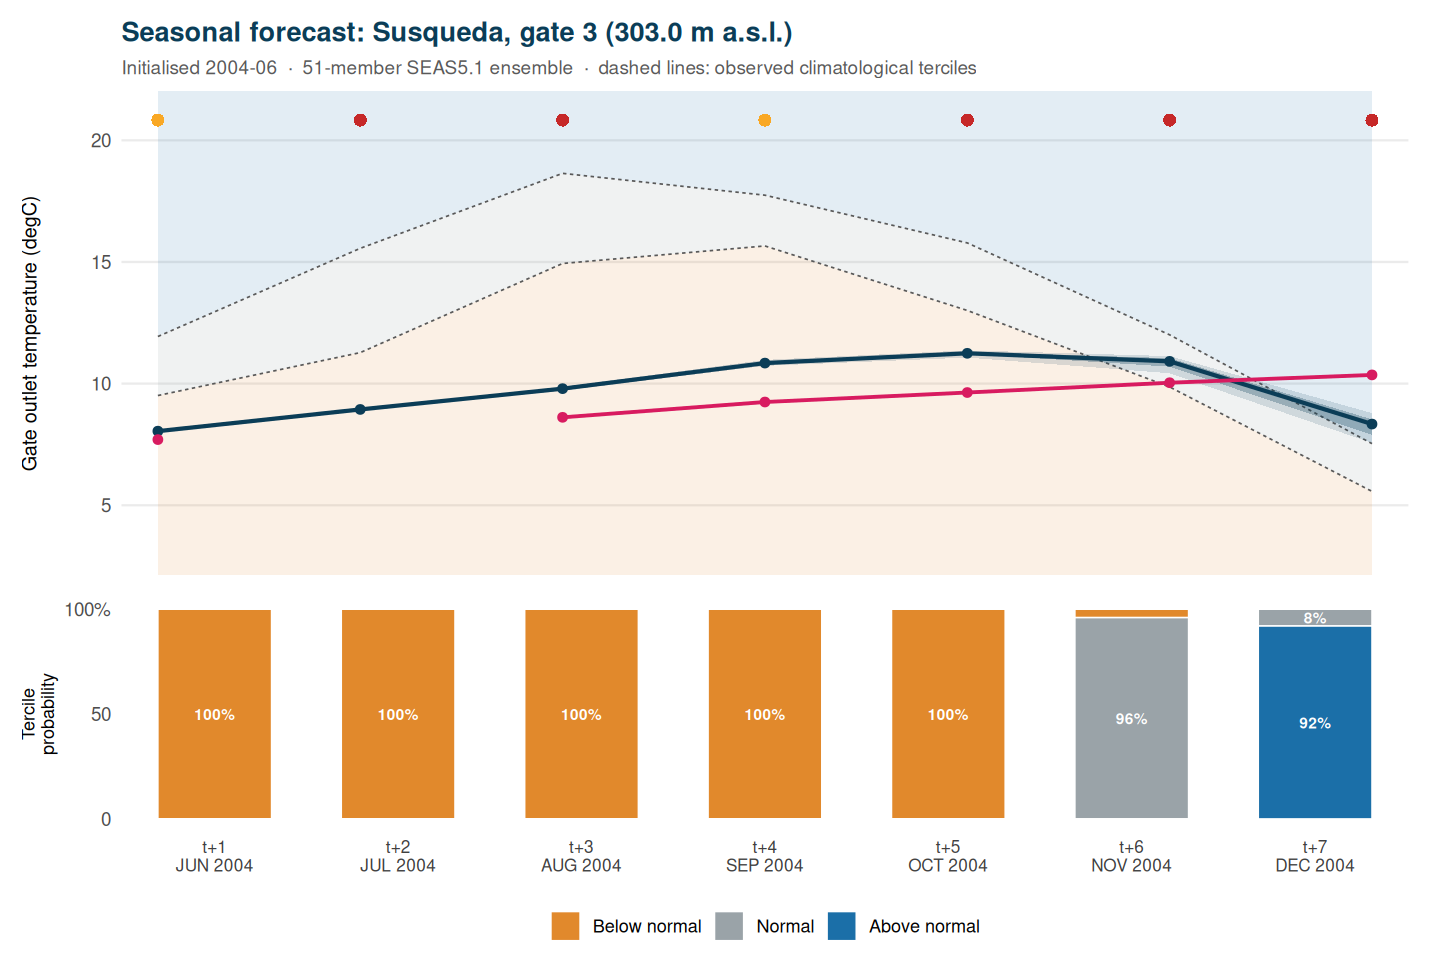 Seasonal forecast: Susqueda, gate 3 (303.0 m a.s.l.)
Initialised 2004-06 · 51-member SEAS5.1 ensemble · dashed lines: observed climatological terciles
Gate outlet temperature (degC)
20
15
10
5
Tercile
probability
100%
50
0
100%
100%
100%
100%
100%
96%
8%
92%
t+1
JUN 2004
t+2
JUL 2004
t+3
AUG 2004
t+4
SEP 2004
t+5
OCT 2004
t+6
NOV 2004
t+7
DEC 2004
Below normal
Normal
Above normal